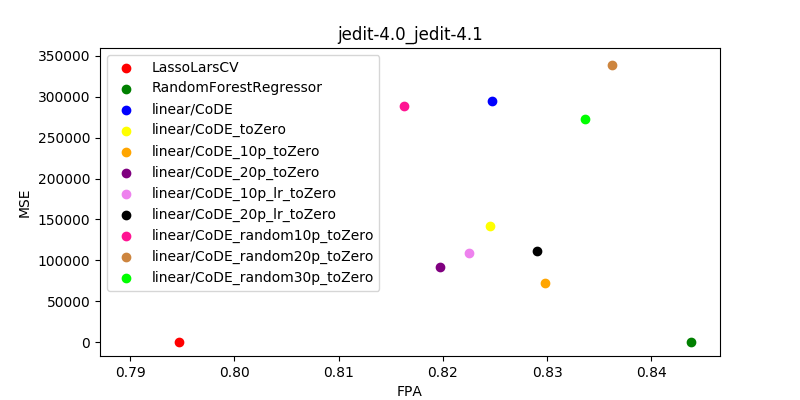 jedit-4.0_jedit-4.1
MSE
350000
300000
250000
200000
150000
100000
50000
0
LassoLarsCV
RandomForestRegressor
linear/CoDE
linear/CoDE_toZero
linear/CoDE_10p_toZero
linear/CoDE_20p_toZero
linear/CoDE_10p_lr_toZero
linear/CoDE_20p_lr_toZero
linear/CoDE_random10p_toZero
linear/CoDE_random20p_toZero
linear/CoDE_random30p_toZero
0.79 0.80 0.81 0.82 0.83 0.84
FPA